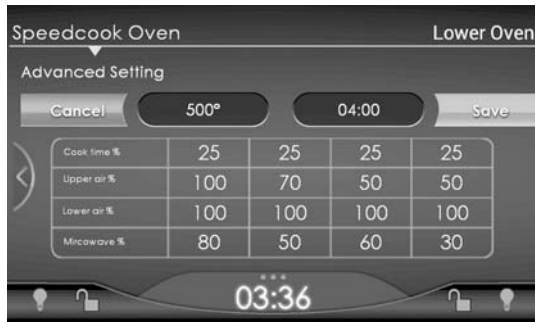 Speedcook Oven Lower Oven
Advanced Setting
Cancel 500° 04:00 Save
Cook time % 25 25 25 25
Upper air % 100 70 50 50
Lower air % 100 100 100 100
Mircowave % 80 50 60 30
03:36